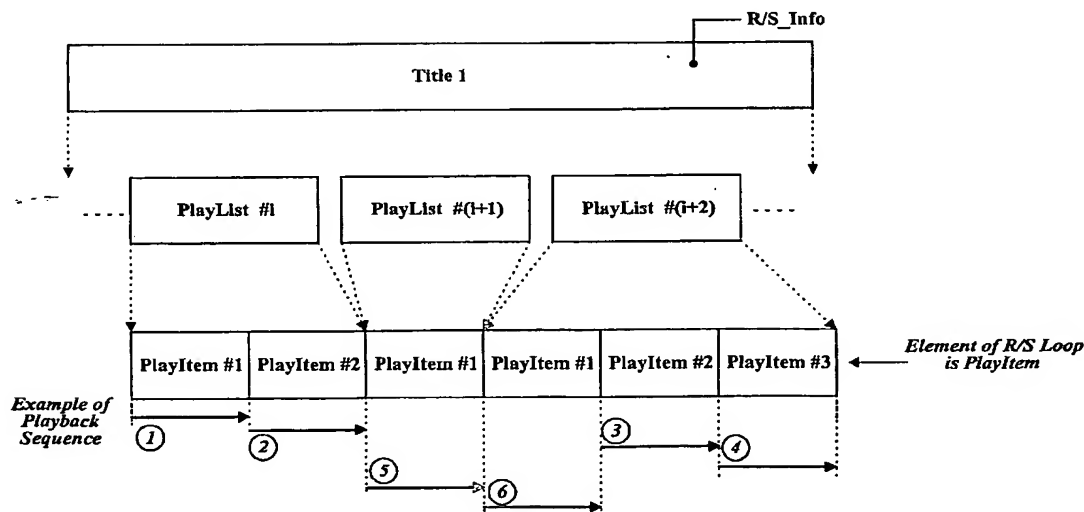 R/S_Info
Title 1
PlayList #i
PlayList #(i+1)
PlayList #(i+2)
PlayItem #1
PlayItem #2
PlayItem #1
PlayItem #1
PlayItem #2
PlayItem #3
Element of R/S Loop
is PlayItem
Example of
Playback
Sequence
1
2
3
4
5
6